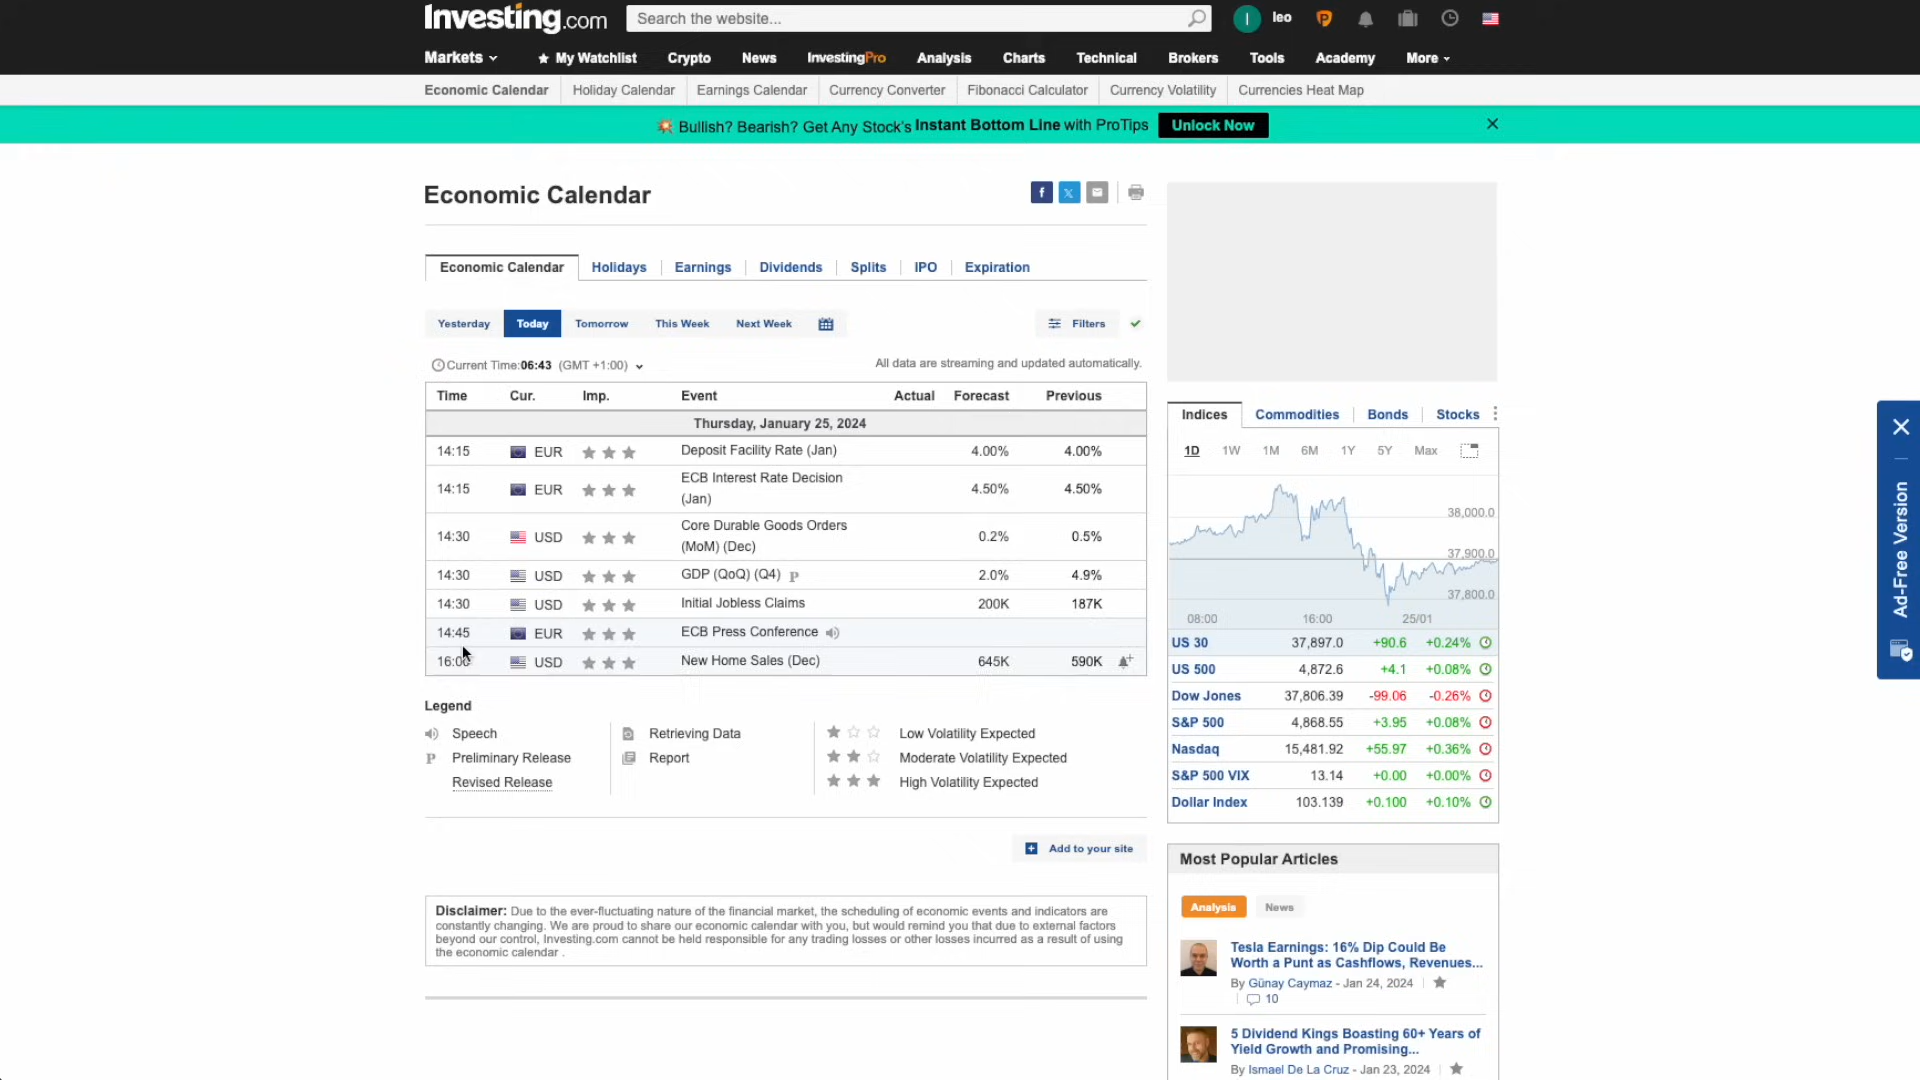 Investing.com
Search the website...
I
leo
Markets
My Watchlist
Crypto
News
InvestingPro
Analysis
Charts
Technical
Brokers
Tools
Academy
More
Economic Calendar
Holiday Calendar
Earnings Calendar
Currency Converter
Fibonacci Calculator
Currency Volatility
Currencies Heat Map
Bullish? Bearish? Get Any Stock's Instant Bottom Line with ProTips
Unlock Now
Economic Calendar
Economic Calendar
Holidays
Earnings
Dividends
Splits
IPO
Expiration
Yesterday
Today
Tomorrow
This Week
Next Week
Filters
Current Time:06:43 (GMT +1:00)
All data are streaming and updated automatically.
Time Cur. Imp. Event Actual Forecast Previous
Thursday, January 25, 2024
14:15 EUR Deposit Facility Rate (Jan) 4.00% 4.00%
14:15 EUR ECB Interest Rate Decision 4.50% 4.50%
(Jan)
14:30 USD Core Durable Goods Orders 0.2% 0.5%
(MoM) (Dec)
14:30 USD GDP (QoQ) (Q4) P 2.0% 4.9%
14:30 USD Initial Jobless Claims 200K 187K
14:45 EUR ECB Press Conference
16:00 USD New Home Sales (Dec) 645K 590K
Legend
Speech
P Preliminary Release
Revised Release
Retrieving Data
Report
Low Volatility Expected
Moderate Volatility Expected
High Volatility Expected
Add to your site
Disclaimer: Due to the ever-fluctuating nature of the financial market, the scheduling of economic events and indicators are
constantly changing. We are proud to share our economic calendar with you, but would remind you that due to external factors
beyond our control, Investing.com cannot be held responsible for any trading losses or other losses incurred as a result of using
the economic calendar .
Indices
Commodities
Bonds
Stocks
1D 1W 1M 6M 1Y 5Y Max
38,000.0
37,900.0
37,800.0
08:00 16:00 25/01
US 30 37,897.0 +90.6 +0.24%
US 500 4,872.6 +4.1 +0.08%
Dow Jones 37,806.39 -99.06 -0.26%
S&P 500 4,868.55 +3.95 +0.08%
Nasdaq 15,481.92 +55.97 +0.36%
S&P 500 VIX 13.14 +0.00 +0.00%
Dollar Index 103.139 +0.100 +0.10%
Most Popular Articles
Analysis
News
Tesla Earnings: 16% Dip Could Be
Worth a Punt as Cashflows, Revenues...
By Günay Caymaz - Jan 24, 2024
10
5 Dividend Kings Boasting 60+ Years of
Yield Growth and Promising...
By Ismael De La Cruz - Jan 23, 2024
Ad-Free Version